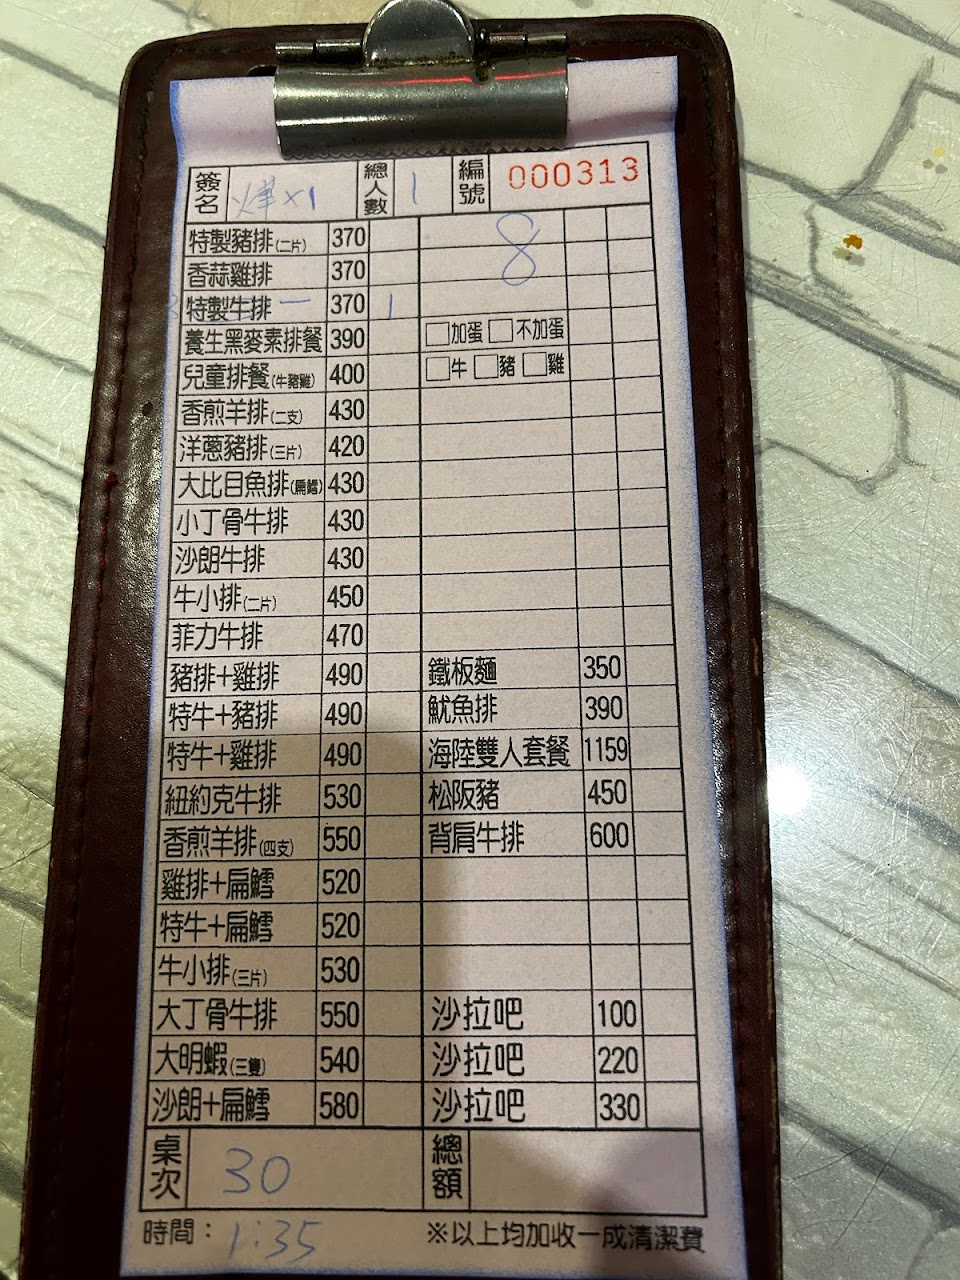 簽名 煇x1 總人數 1 編號 000313
8
特製豬排(二片) 370
香蒜雞排 370
特製牛排 一 370 1
養生黑麥素排餐 390 □加蛋 □不加蛋
兒童排餐(牛豬雞) 400 □牛 □豬 □雞
香煎羊排(二支) 430
洋蔥豬排(三片) 420
大比目魚排(扁鱈) 430
小丁骨牛排 430
沙朗牛排 430
牛小排(二片) 450
菲力牛排 470
豬排+雞排 490 鐵板麵 350
特牛+豬排 490 魷魚排 390
特牛+雞排 490 海陸雙人套餐 1159
紐約克牛排 530 松阪豬 450
香煎羊排(四支) 550 背肩牛排 600
雞排+扁鱈 520
特牛+扁鱈 520
牛小排(三片) 530
大丁骨牛排 550 沙拉吧 100
大明蝦(三隻) 540 沙拉吧 220
沙朗+扁鱈 580 沙拉吧 330
桌次 30 總額
時間：1:35 ※以上均加收一成清潔費